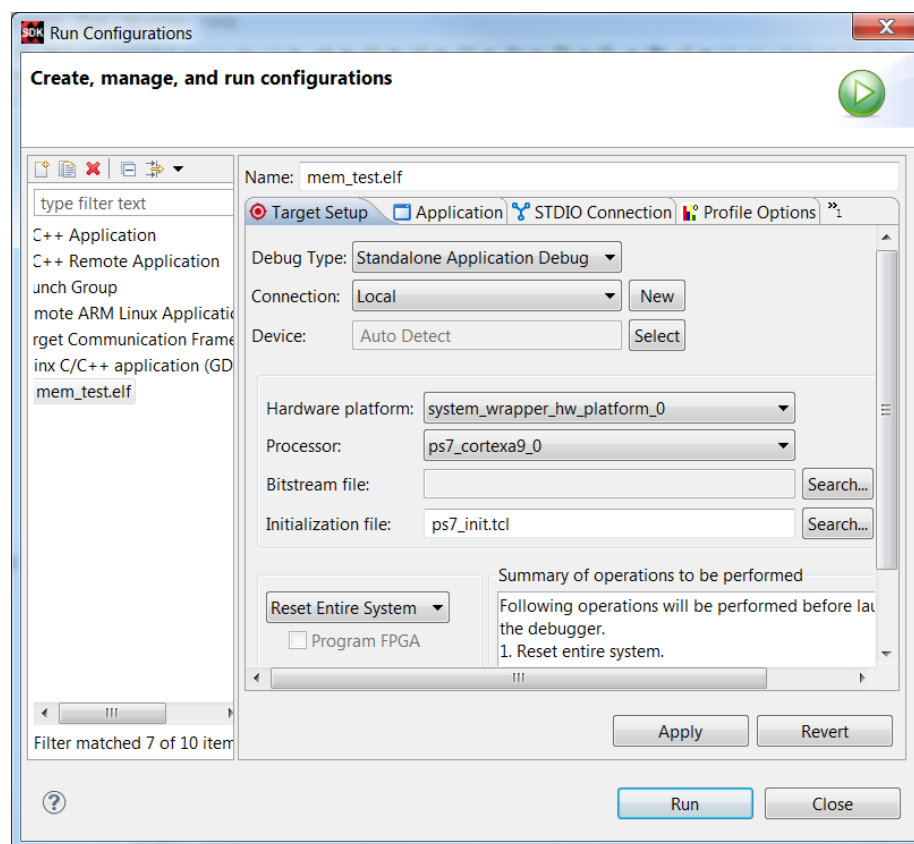 SDK Run Configurations
Create, manage, and run configurations
type filter text
C++ Application
C++ Remote Application
unch Group
mote ARM Linux Applicatio
rget Communication Frame
inx C/C++ application (GD
mem_test.elf
Filter matched 7 of 10 item
Name: mem_test.elf
Target Setup Application STDIO Connection Profile Options »1
Debug Type: Standalone Application Debug
Connection: Local New
Device: Auto Detect Select
Hardware platform: system_wrapper_hw_platform_0
Processor: ps7_cortexa9_0
Bitstream file: Search...
Initialization file: ps7_init.tcl Search...
Reset Entire System
Program FPGA
Summary of operations to be performed
Following operations will be performed before lau
the debugger.
1. Reset entire system.
Apply Revert
? Run Close